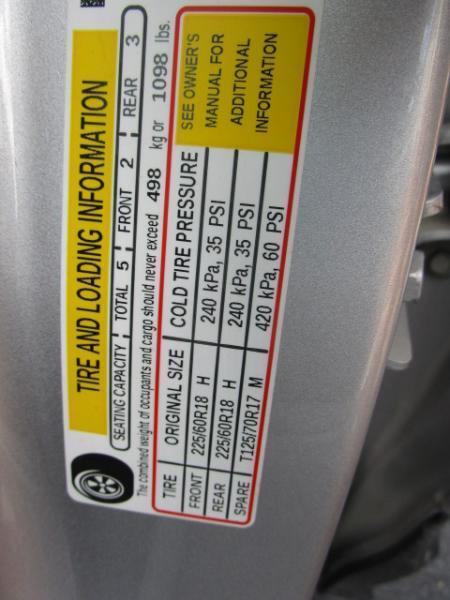 TIRE AND LOADING INFORMATION
SEATING CAPACITY TOTAL 5 FRONT 2 REAR 3
The combined weight of occupants and cargo should never exceed 498 kg or 1098 lbs.
TIRE ORIGINAL SIZE COLD TIRE PRESSURE SEE OWNER'S
FRONT 225/60R18 H 240 kPa, 35 PSI MANUAL FOR
REAR 225/60R18 H 240 kPa, 35 PSI ADDITIONAL
SPARE T125/70R17 M 420 kPa, 60 PSI INFORMATION